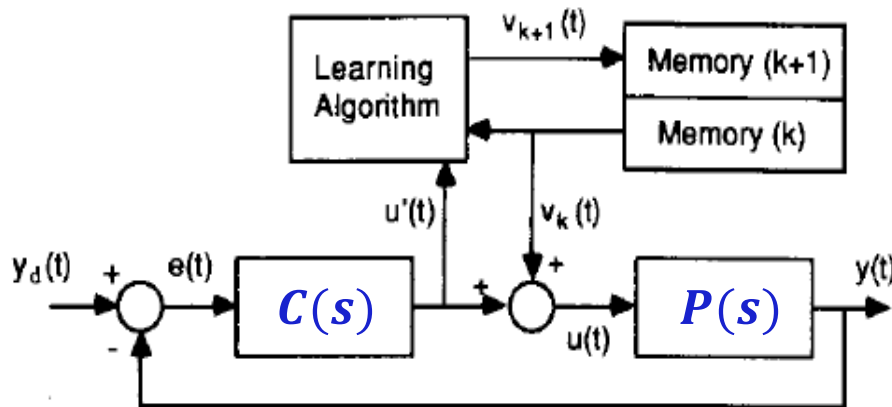 v_{k+1}(t)
Learning
Algorithm
Memory (k+1)
Memory (k)
u'(t)
v_k(t)
y_d(t)
+
e(t)
C(s)
+
+
u(t)
P(s)
y(t)
-